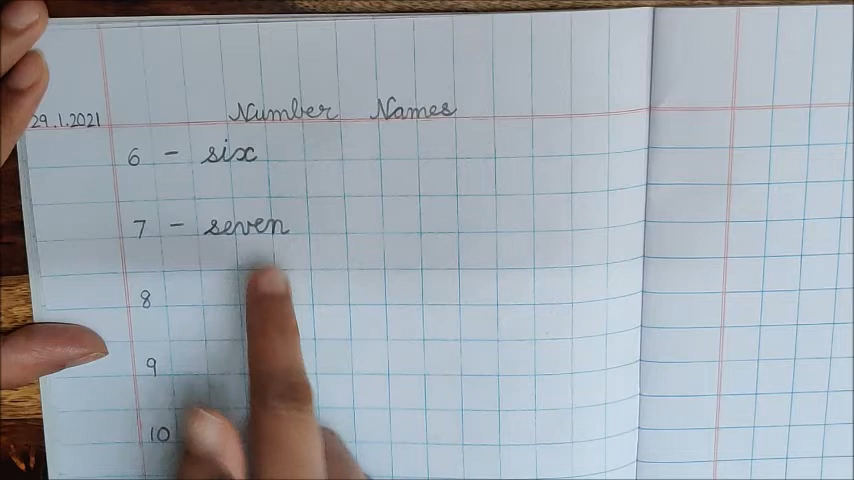 Number Names
29.1.2021
6 - six
7 - seven
8
9
10